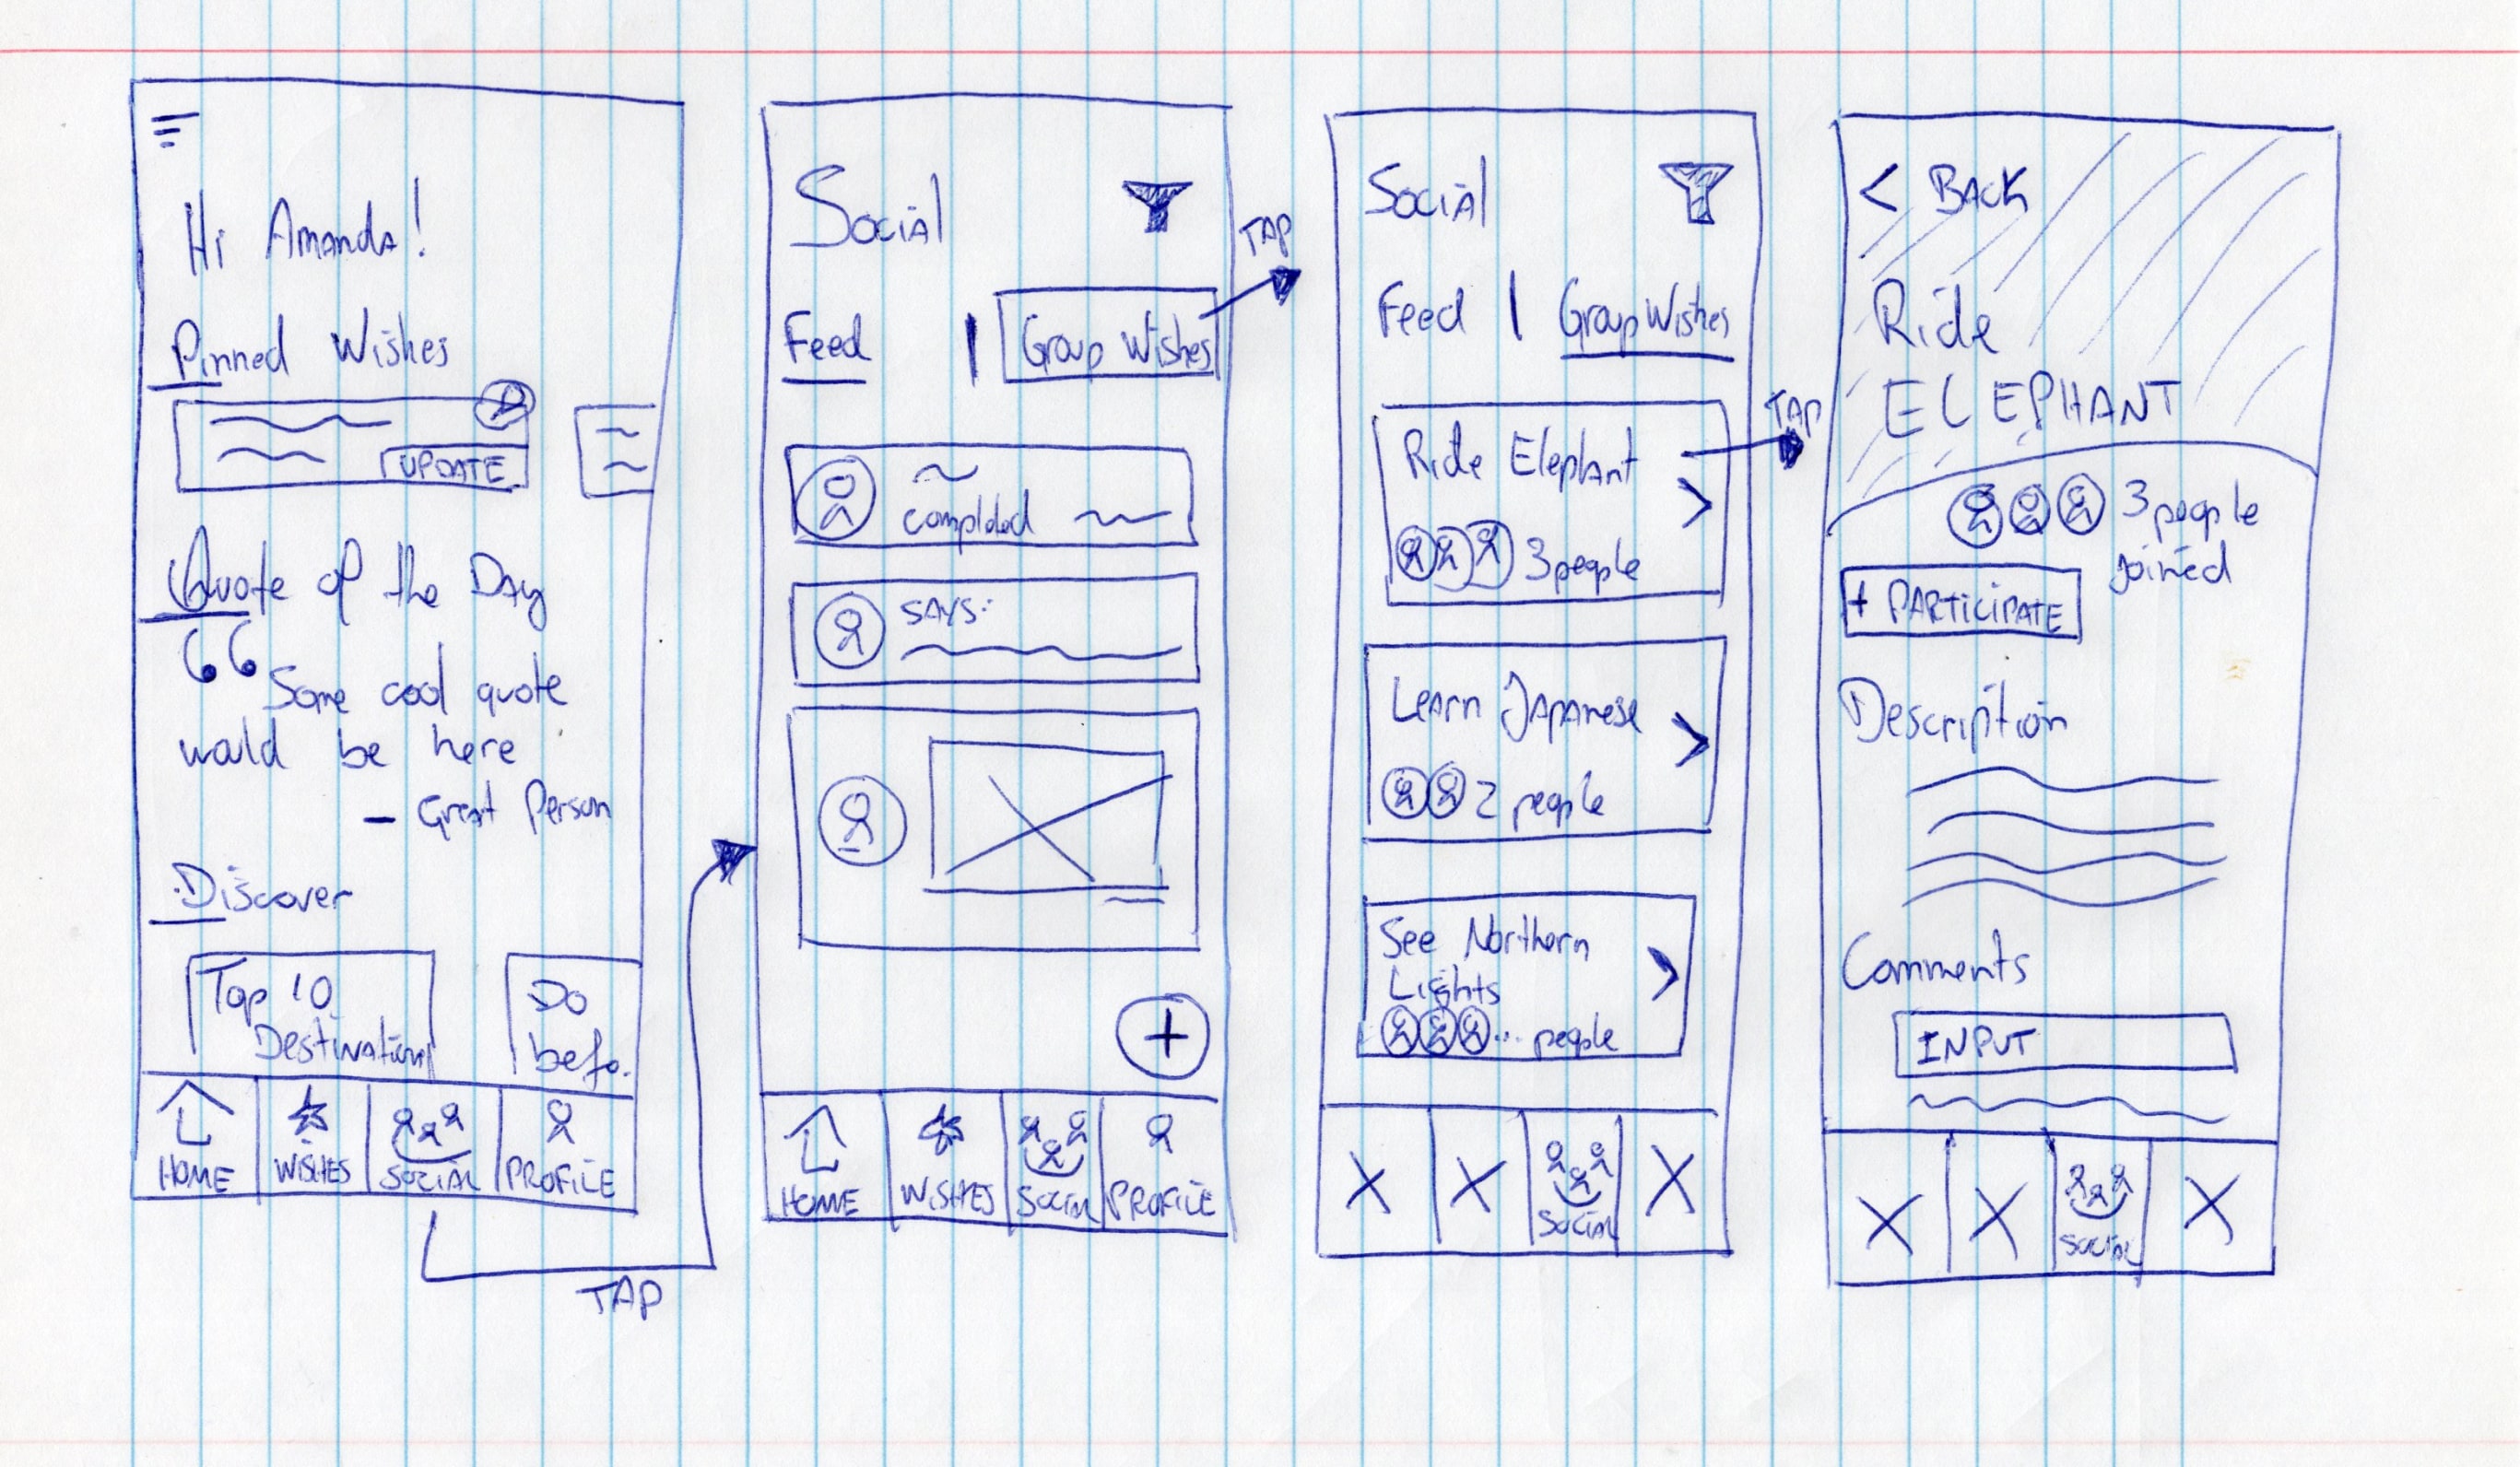 Hi Amanda!
Pinned Wishes
UPDATE
Quote of the Day
“Some cool quote
would be here
- Great Person
Discover
Top 10
Destinations
Do
befo.
HOME
WISHES
SOCIAL
PROFILE
TAP
Social
Feed | Group Wishes
TAP
completed
SAYS:
+
HOME
WISHES
SOCIAL
PROFILE
Social
Feed | Group Wishes
Ride Elephant
>
3 people
TAP
Learn Japanese
>
2 people
See Northern
Lights
>
... people
SOCIAL
< BACK
Ride
ELEPHANT
3 people
joined
+ PARTICIPATE
Description
Comments
INPUT
SOCIAL